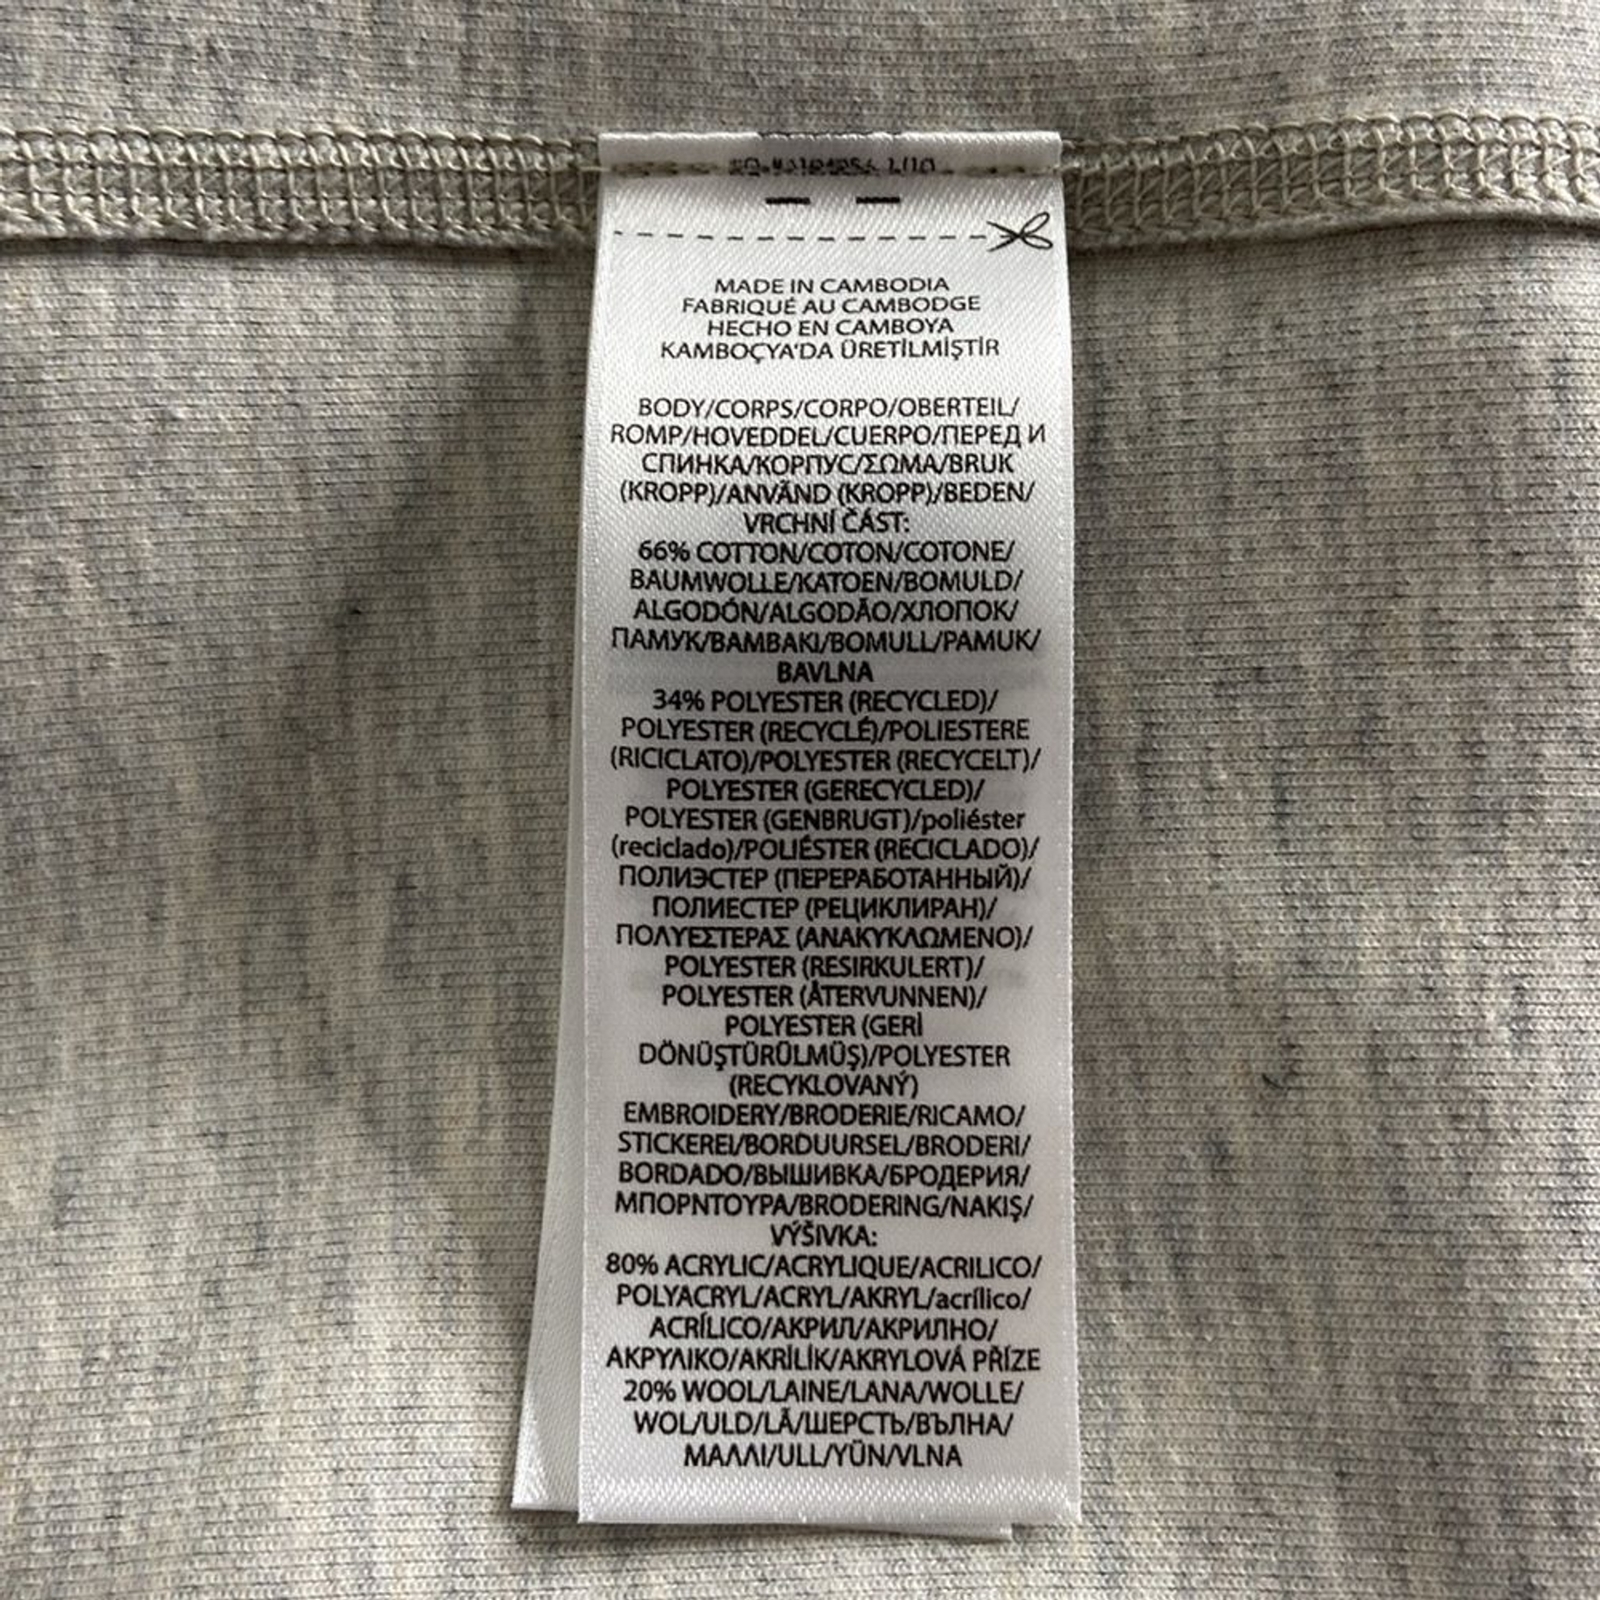 MADE IN CAMBODIA
FABRIQUÉ AU CAMBODGE
HECHO EN CAMBOYA
KAMBOÇYA'DA ÜRETİLMİŞTİR
BODY/CORPS/CORPO/OBERTEIL/
ROMP/HOVEDDEL/CUERPO/ПЕРЕД И
СПИНКА/КОРПУС/ΣΩΜΑ/BRUK
(KROPP)/ANVÄND (KROPP)/BEDEN/
VRCHNÍ ČÁST:
66% COTTON/COTON/COTONE/
BAUMWOLLE/KATOEN/BOMULD/
ALGODÓN/ALGODÃO/ХЛОПОК/
ПАМУК/BAMBAKI/BOMULL/PAMUK/
BAVLNA
34% POLYESTER (RECYCLED)/
POLYESTER (RECYCLÉ)/POLIESTERE
(RICICLATO)/POLYESTER (RECYCELT)/
POLYESTER (GERECYCLED)/
POLYESTER (GENBRUGT)/poliéster
(reciclado)/POLIÉSTER (RECICLADO)/
ПОЛИЭСТЕР (ПЕРЕРАБОТАННЫЙ)/
ПОЛИЕСТЕР (РЕЦИКЛИРАН)/
ΠΟΛΥΕΣΤΕΡΑΣ (ΑΝΑΚΥΚΛΩΜΕΝΟ)/
POLYESTER (RESIRKULERT)/
POLYESTER (ÅTERVUNNEN)/
POLYESTER (GERİ
DÖNÜŞTÜRÜLMÜŞ)/POLYESTER
(RECYKLOVANÝ)
EMBROIDERY/BRODERIE/RICAMO/
STICKEREI/BORDUURSEL/BRODERI/
BORDADO/ВЫШИВКА/БРОДЕРИЯ/
ΜΠΟΡΝΤΟΥΡΑ/BRODERING/NAKIŞ/
VÝŠIVKA:
80% ACRYLIC/ACRYLIQUE/ACRILICO/
POLYACRYL/ACRYL/AKRYL/acrílico/
ACRÍLICO/АКРИЛ/АКРИЛНО/
ΑΚΡΥΛΙΚΟ/AKRİLİK/AKRYLOVÁ PŘÍZE
20% WOOL/LAINE/LANA/WOLLE/
WOL/ULD/LÃ/ШЕРСТЬ/ВЪЛНА/
ΜΑΛΛΙ/ULL/YÜN/VLNA